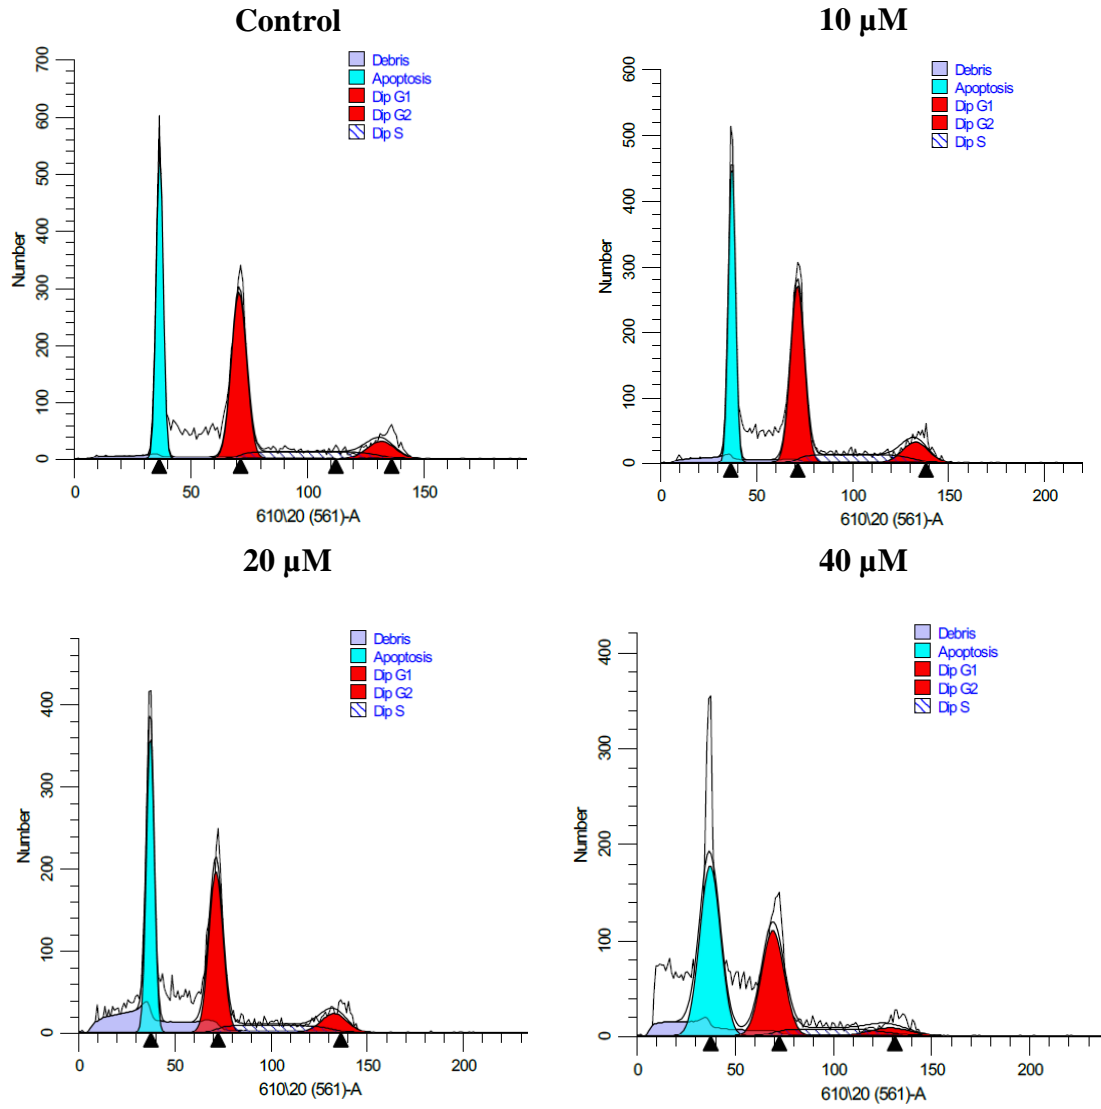 Control
700
600
500
400
300
200
100
0
Number
Debris
Apoptosis
Dip G1
Dip G2
Dip S
0 50 100 150
610\20 (561)-A
10 µM
600
500
400
300
200
100
0
Number
Debris
Apoptosis
Dip G1
Dip G2
Dip S
0 50 100 150 200
610\20 (561)-A
20 µM
400
300
200
100
0
Number
Debris
Apoptosis
Dip G1
Dip G2
Dip S
0 50 100 150 200
610\20 (561)-A
40 µM
400
300
200
100
0
Number
Debris
Apoptosis
Dip G1
Dip G2
Dip S
0 50 100 150 200
610\20 (561)-A